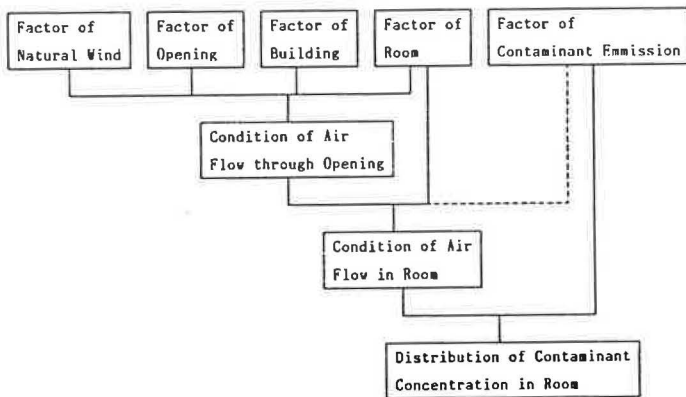 Factor of
Natural Wind
Factor of
Opening
Factor of
Building
Factor of
Room
Factor of
Contaminant Emmission
Condition of Air
Flow through Opening
Condition of Air
Flow in Room
Distribution of Contaminant
Concentration in Room